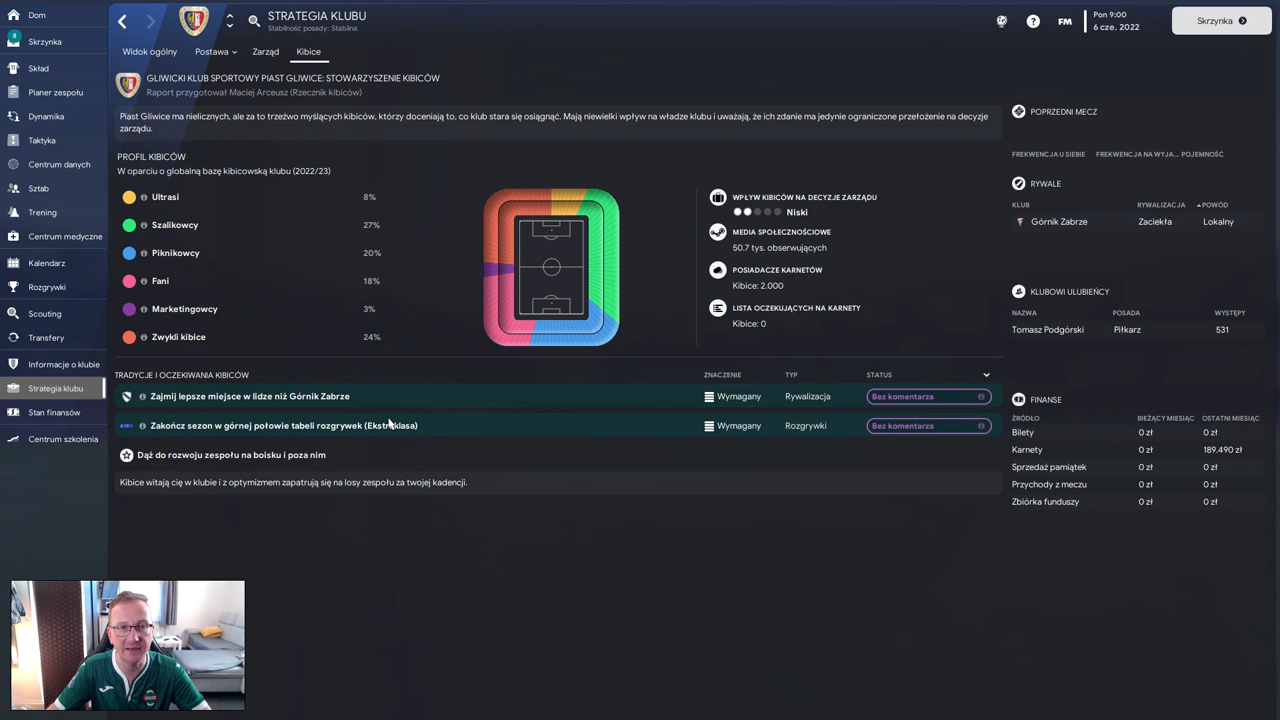 Dom
8
Skrzynka
Skład
Planer zespołu
Dynamika
Taktyka
Centrum danych
Sztab
Trening
Centrum medyczne
Kalendarz
Rozgrywki
Scouting
Transfery
Informacje o klubie
Strategia klubu
Stan finansów
Centrum szkolenia
STRATEGIA KLUBU
Stabilność posady: Stabilna
FM
Pon 9:00
6 cze. 2022
Skrzynka
Widok ogólny
Postawa
Zarząd
Kibice
GLIWICKI KLUB SPORTOWY PIAST GLIWICE: STOWARZYSZENIE KIBICÓW
Raport przygotował Maciej Arceusz (Rzecznik kibiców)
Piast Gliwice ma nielicznych, ale za to trzeźwo myślących kibiców, którzy doceniają to, co klub stara się osiągnąć. Mają niewielki wpływ na władze klubu i uważają, że ich zdanie ma jedynie ograniczone przełożenie na decyzje
zarządu.
PROFIL KIBICÓW
W oparciu o globalną bazę kibicowską klubu (2022/23)
Ultrasi 8%
Szalikowcy 27%
Piknikowcy 20%
Fani 18%
Marketingowcy 3%
Zwykli kibice 24%
WPŁYW KIBICÓW NA DECYZJE ZARZĄDU
Niski
MEDIA SPOŁECZNOŚCIOWE
50.7 tys. obserwujących
POSIADACZE KARNETÓW
Kibice: 2.000
LISTA OCZEKUJĄCYCH NA KARNETY
Kibice: 0
TRADYCJE I OCZEKIWANIA KIBICÓW ZNACZENIE TYP STATUS
Zajmij lepsze miejsce w lidze niż Górnik Zabrze Wymagany Rywalizacja Bez komentarza
Zakończ sezon w górnej połowie tabeli rozgrywek (Ekstraklasa) Wymagany Rozgrywki Bez komentarza
Dąż do rozwoju zespołu na boisku i poza nim
Kibice witają cię w klubie i z optymizmem zapatrują się na losy zespołu za twojej kadencji.
POPRZEDNI MECZ
FREKWENCJA U SIEBIE FREKWENCJA NA WYJA... POJEMNOŚĆ
RYWALE
KLUB RYWALIZACJA POWÓD
Górnik Zabrze Zaciekła Lokalny
KLUBOWI ULUBIEŃCY
NAZWA POSADA WYSTĘPY
Tomasz Podgórski Piłkarz 531
FINANSE
ŹRÓDŁO BIEŻĄCY MIESIĄC OSTATNI MIESIĄC
Bilety 0 zł 0 zł
Karnety 0 zł 189.490 zł
Sprzedaż pamiątek 0 zł 0 zł
Przychody z meczu 0 zł 0 zł
Zbiórka funduszy 0 zł 0 zł